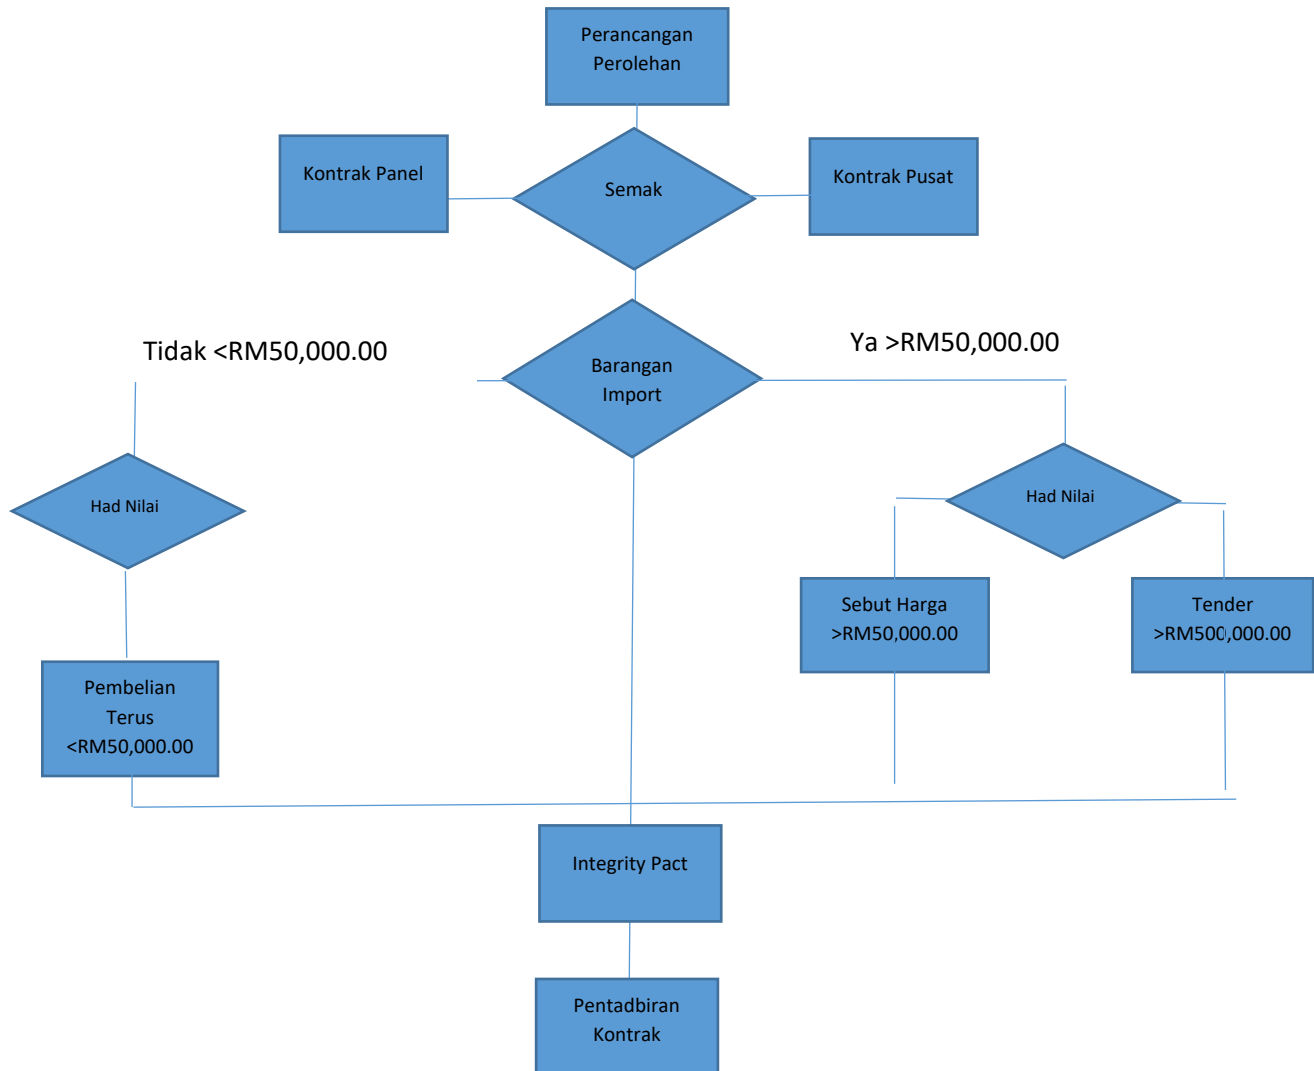 Perancangan
Perolehan
Kontrak Panel
Semak
Kontrak Pusat
Tidak <RM50,000.00
Ya >RM50,000.00
Barangan
Import
Had Nilai
Had Nilai
Sebut Harga
>RM50,000.00
Tender
>RM500,000.00
Pembelian
Terus
<RM50,000.00
Integrity Pact
Pentadbiran
Kontrak